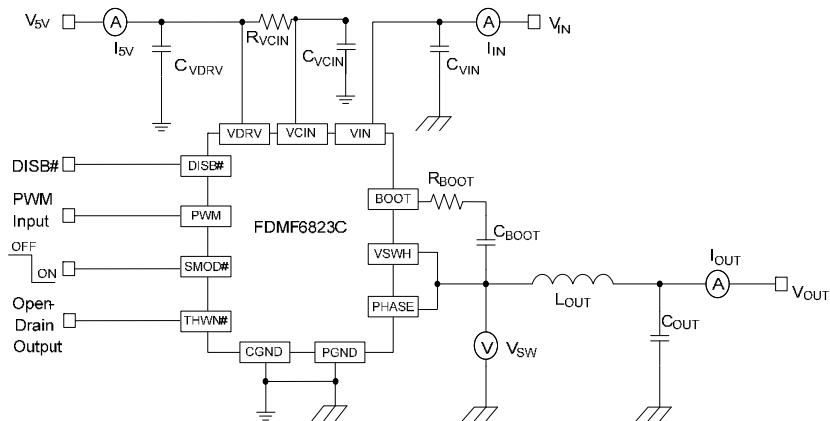 V5V
A
I5V
RVCIN
CVDRV
CVCIN
A
IIN
VIN
CVIN
VDRV
VCIN
VIN
DISB#
DISB#
PWM
Input
PWM
FDMF6823C
BOOT
RBOOT
CBOOT
OFF
ON
SMOD#
VSWH
Open-
Drain
Output
THWN#
PHASE
LOUT
IOUT
A
VOUT
COUT
V
VSW
CGND
PGND